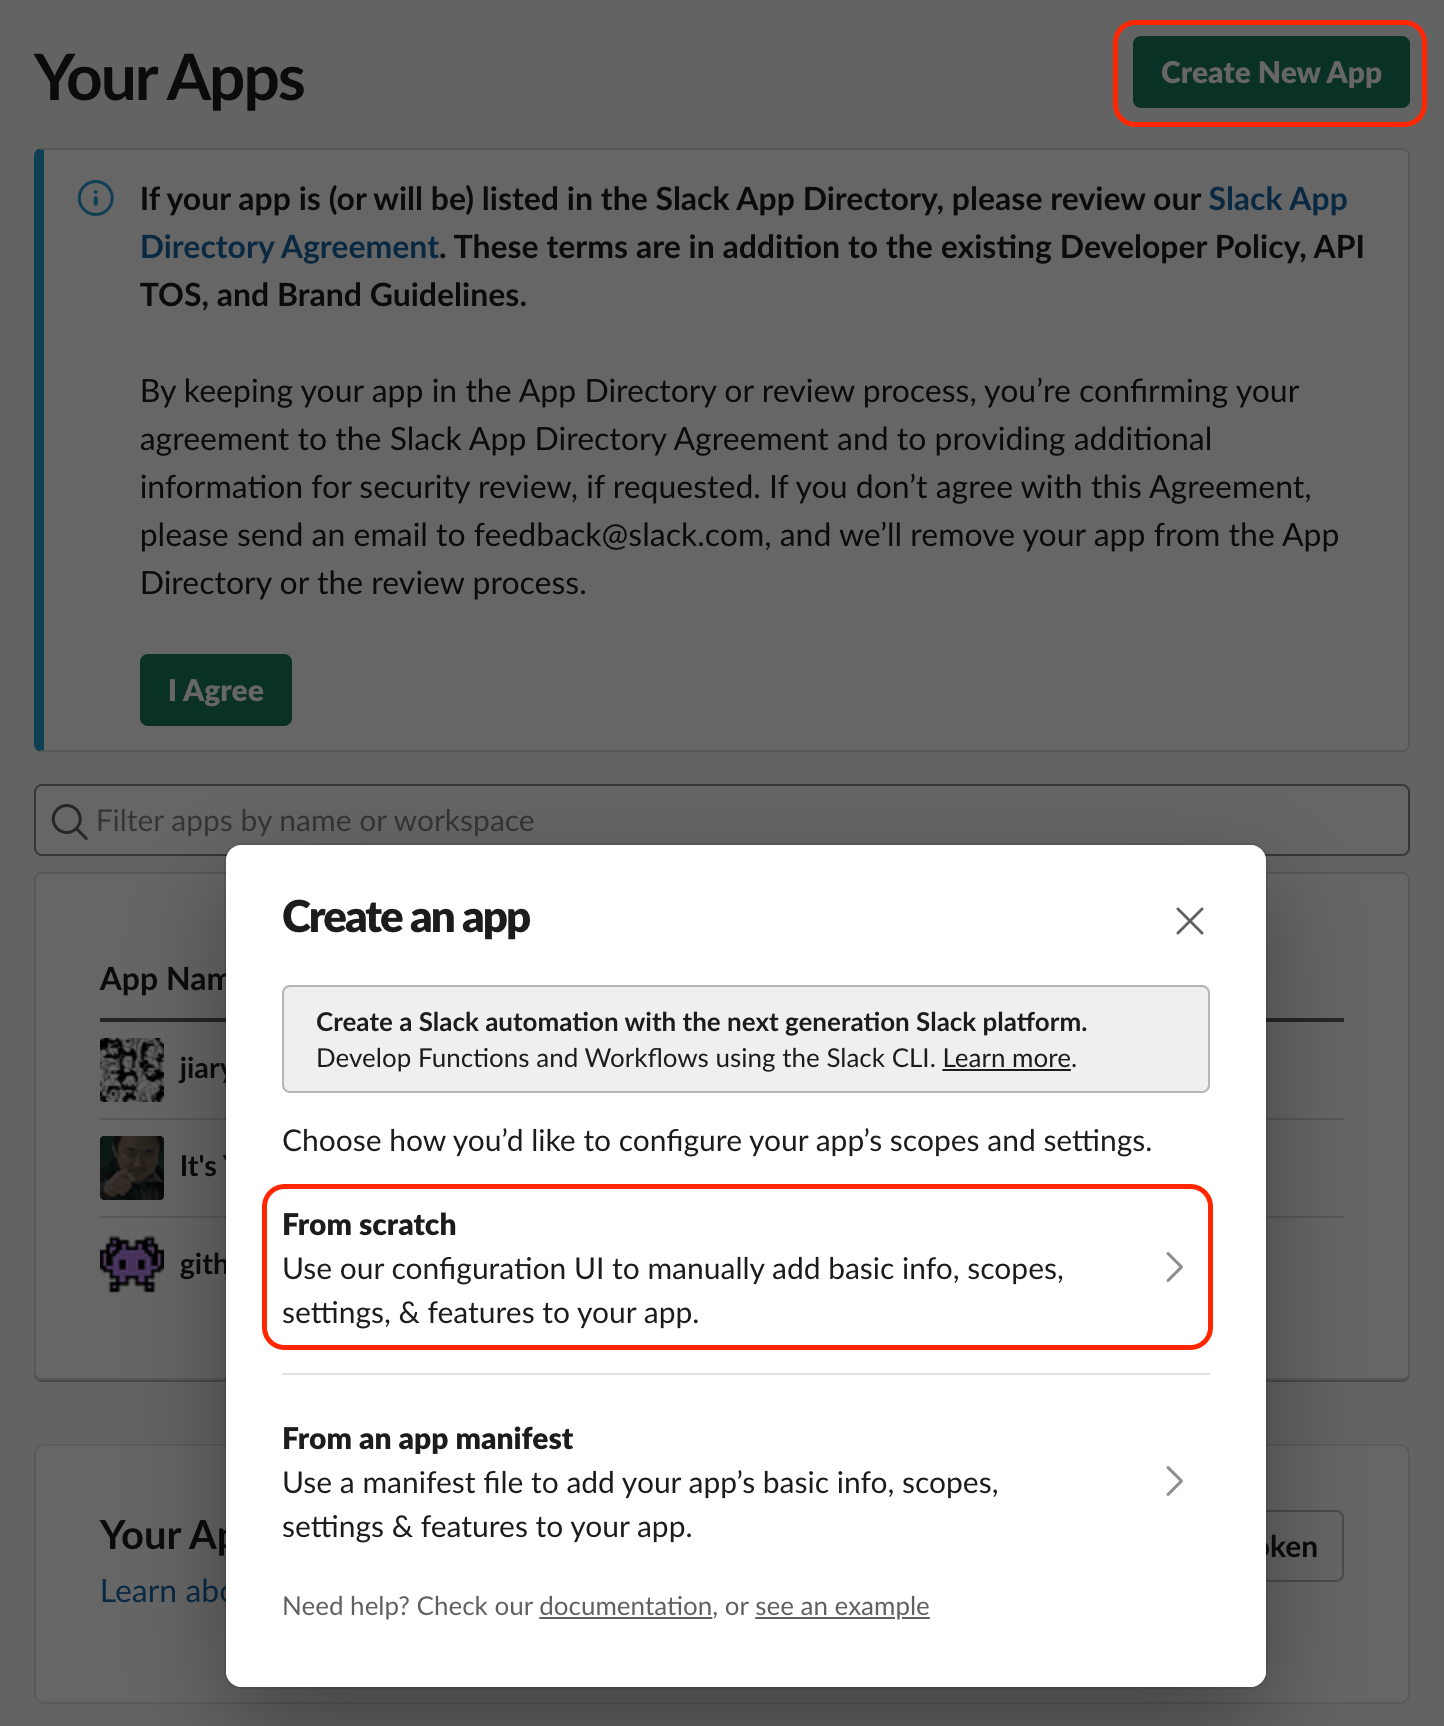 Your Apps
Create New App
If your app is (or will be) listed in the Slack App Directory, please review our Slack App
Directory Agreement. These terms are in addition to the existing Developer Policy, API
TOS, and Brand Guidelines.
By keeping your app in the App Directory or review process, you’re confirming your
agreement to the Slack App Directory Agreement and to providing additional
information for security review, if requested. If you don’t agree with this Agreement,
please send an email to feedback@slack.com, and we’ll remove your app from the App
Directory or the review process.
I Agree
Filter apps by name or workspace
Create an app
Create a Slack automation with the next generation Slack platform.
Develop Functions and Workflows using the Slack CLI. Learn more.
Choose how you’d like to configure your app’s scopes and settings.
From scratch
Use our configuration UI to manually add basic info, scopes,
settings, & features to your app.
From an app manifest
Use a manifest file to add your app’s basic info, scopes,
settings & features to your app.
Need help? Check our documentation, or see an example
App Nam
jiary
It's
gith
Your Ap
Learn abo
oken